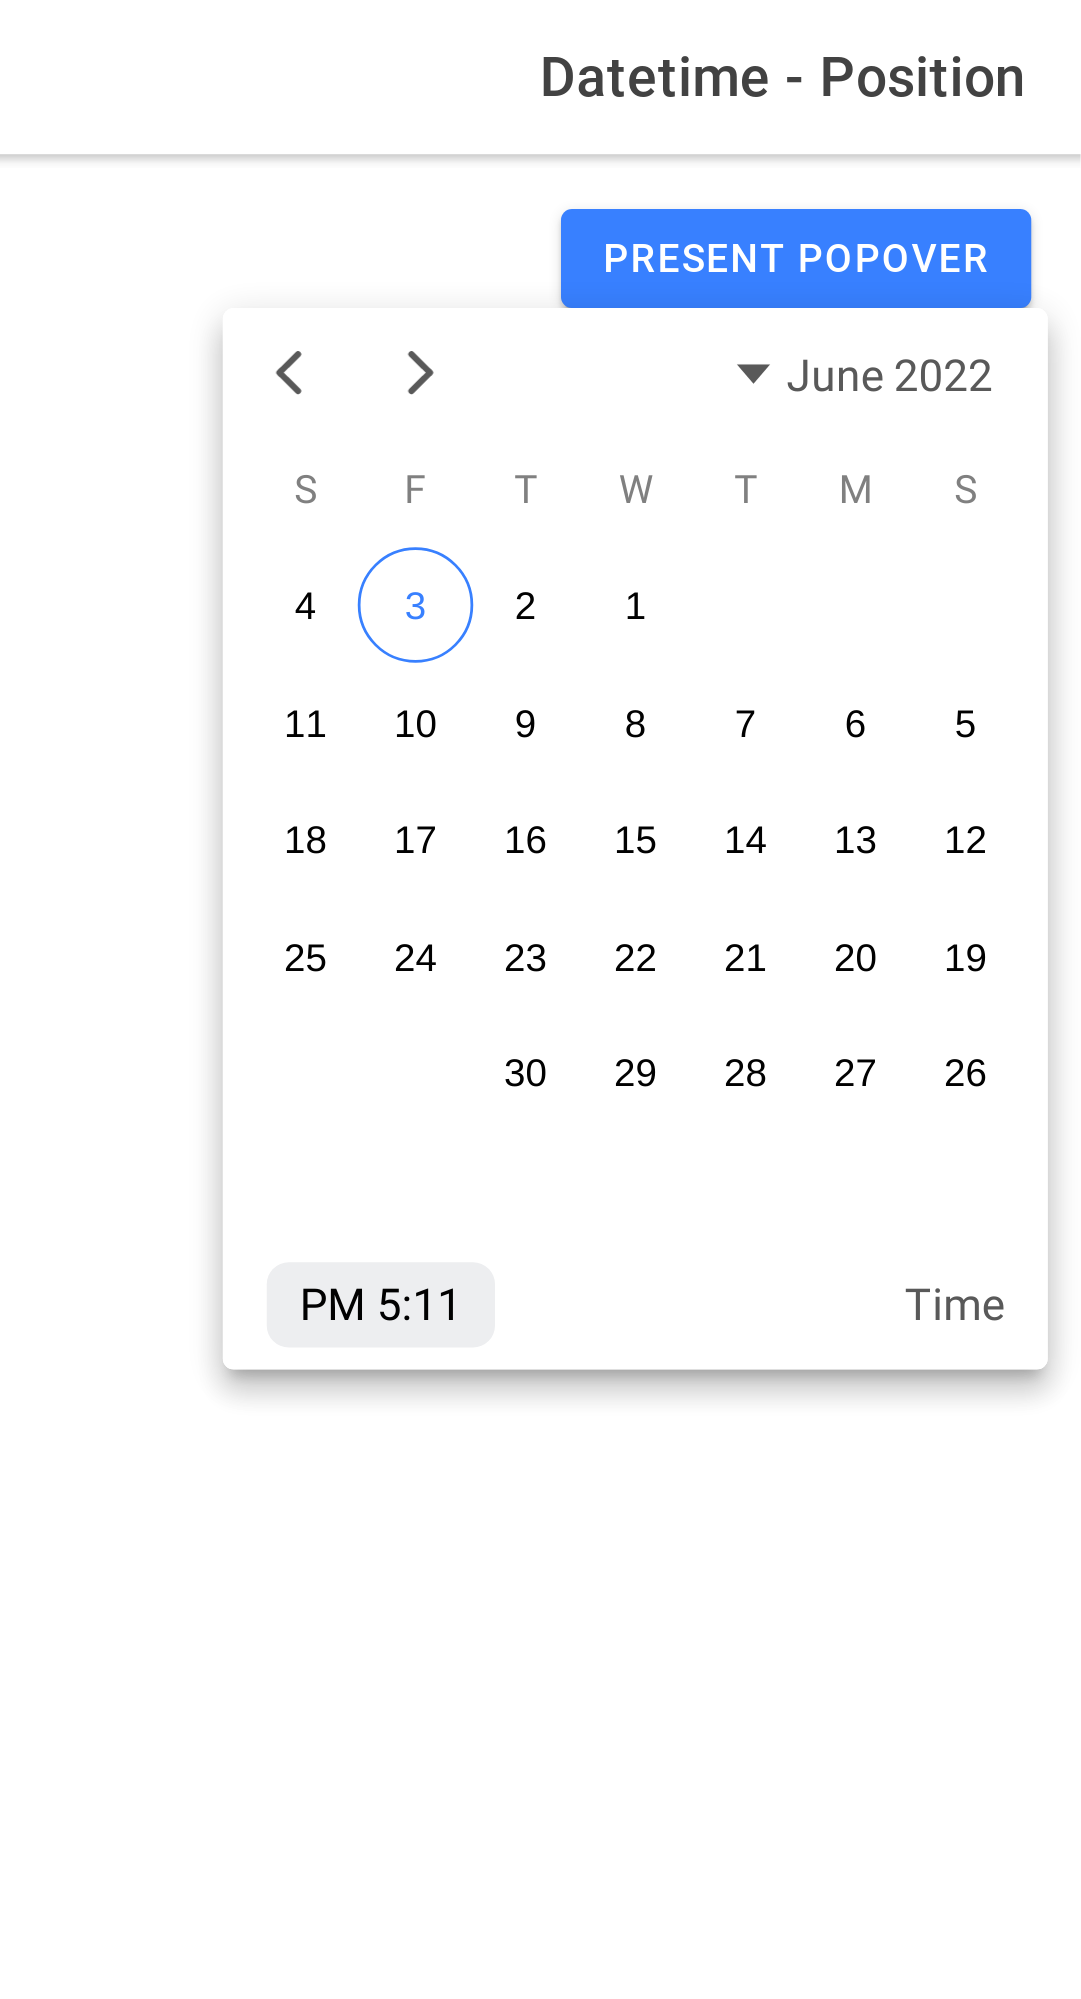 Datetime - Position
PRESENT POPOVER
June 2022
S F T W T M S
4 3 2 1
11 10 9 8 7 6 5
18 17 16 15 14 13 12
25 24 23 22 21 20 19
30 29 28 27 26
PM 5:11 Time